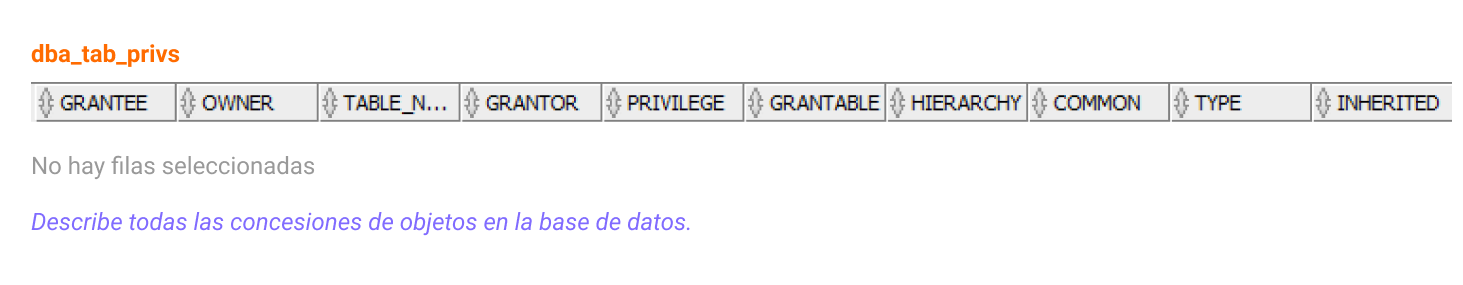 dba_tab_privs
GRANTEE OWNER TABLE_N... GRANTOR PRIVILEGE GRANTABLE HIERARCHY COMMON TYPE INHERITED
No hay filas seleccionadas
Describe todas las concesiones de objetos en la base de datos.